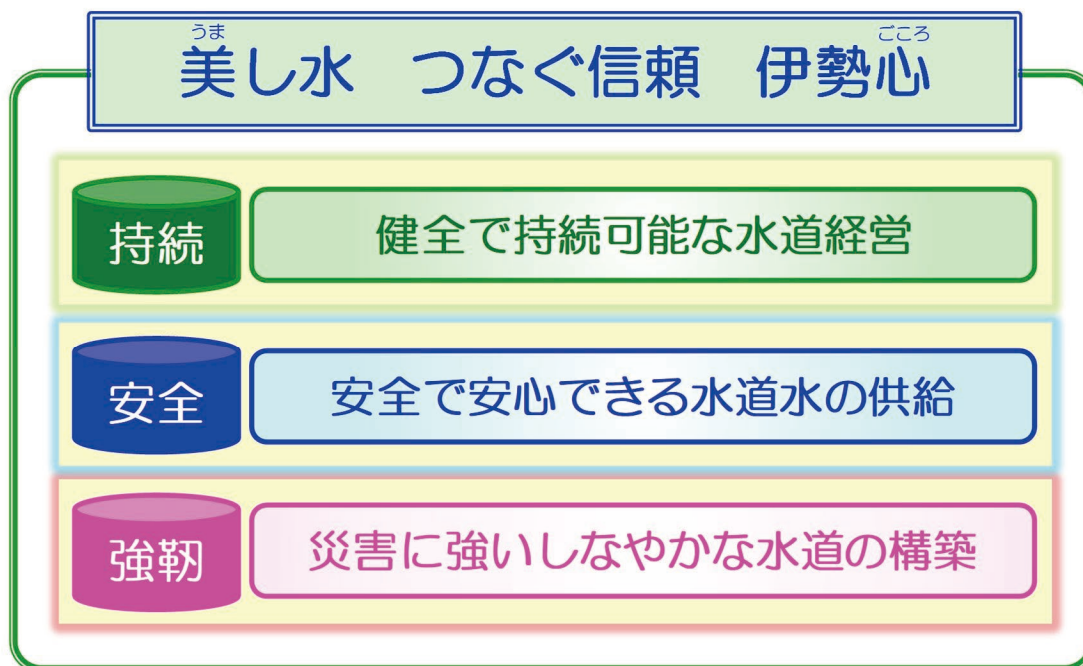 うま ごころ
美し水 つなぐ信頼 伊勢心
持続 健全で持続可能な水道経営
安全 安全で安心できる水道水の供給
強靭 災害に強いしなやかな水道の構築